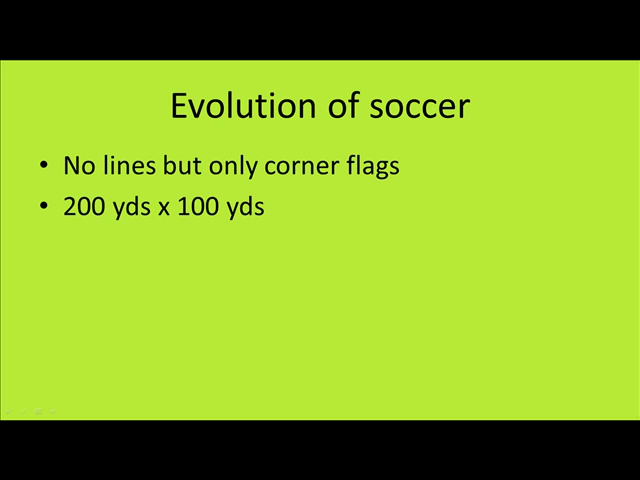 Evolution of soccer
• No lines but only corner flags
• 200 yds x 100 yds